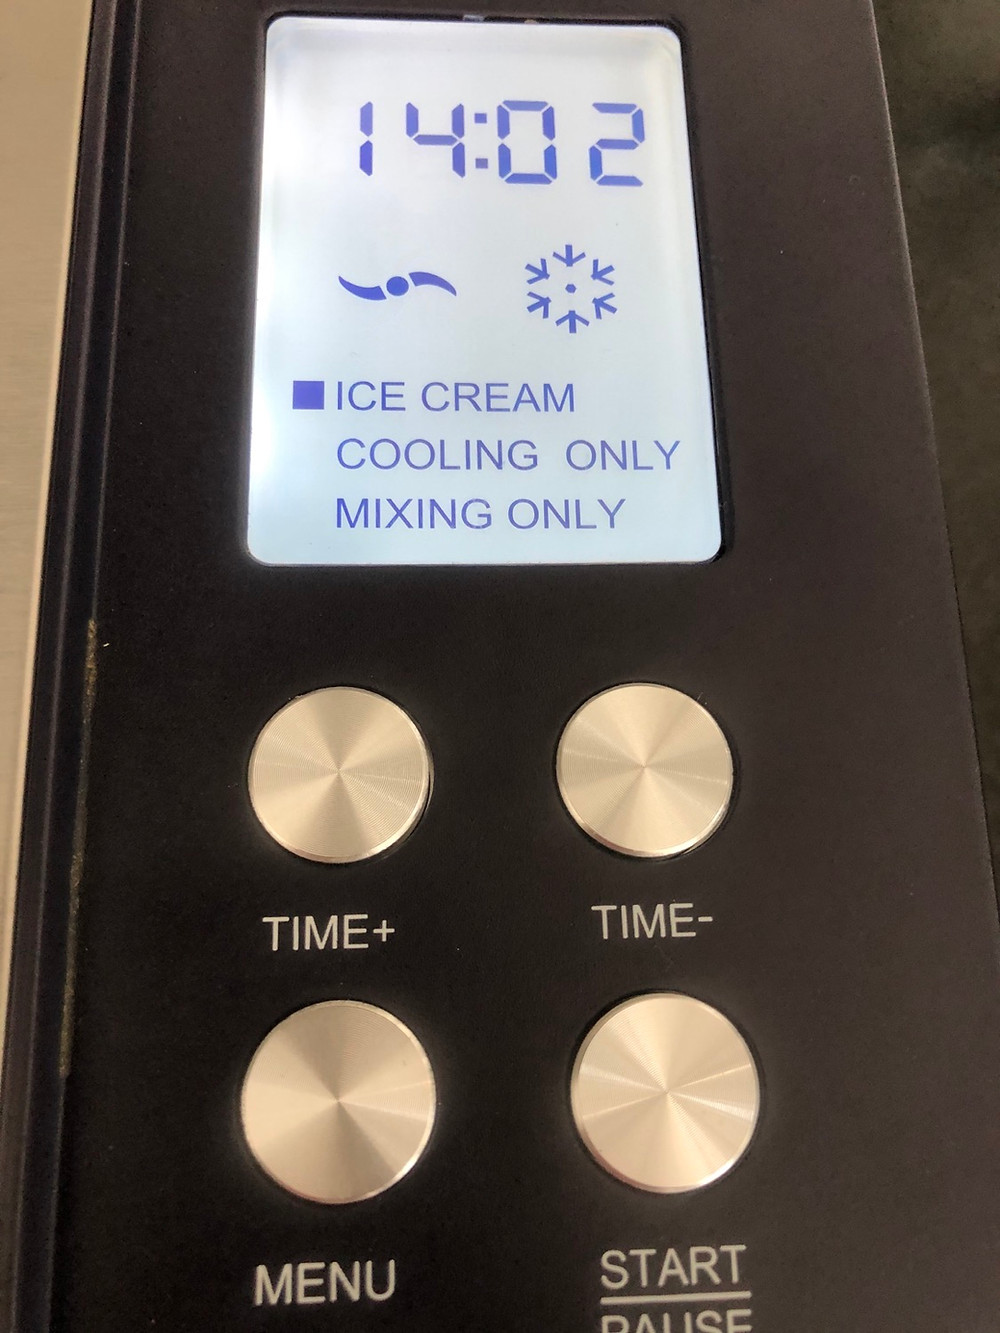 14:02
ICE CREAM
COOLING ONLY
MIXING ONLY
TIME+ TIME-
MENU START
PAUSE